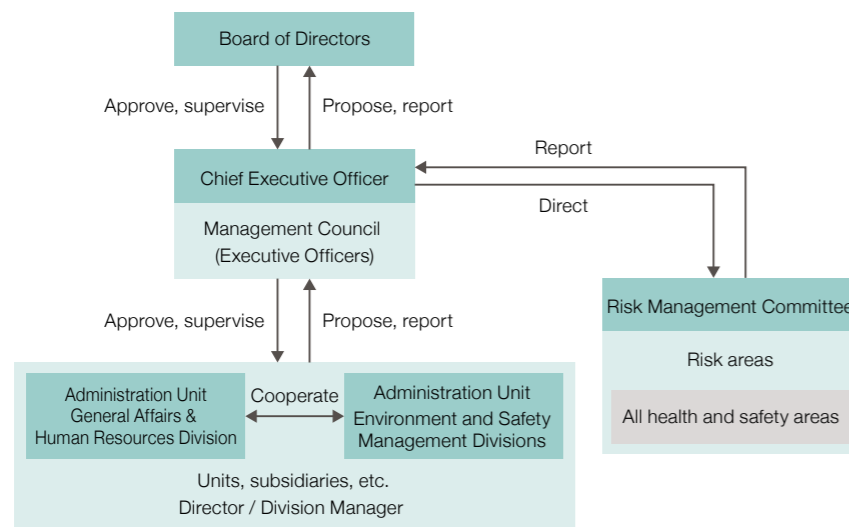 Board of Directors
Approve, supervise
Propose, report
Report
Chief Executive Officer
Direct
Management Council
(Executive Officers)
Approve, supervise
Propose, report
Risk Management Committee
Risk areas
All health and safety areas
Administration Unit
General Affairs &
Human Resources Division
Cooperate
Administration Unit
Environment and Safety
Management Divisions
Units, subsidiaries, etc.
Director / Division Manager